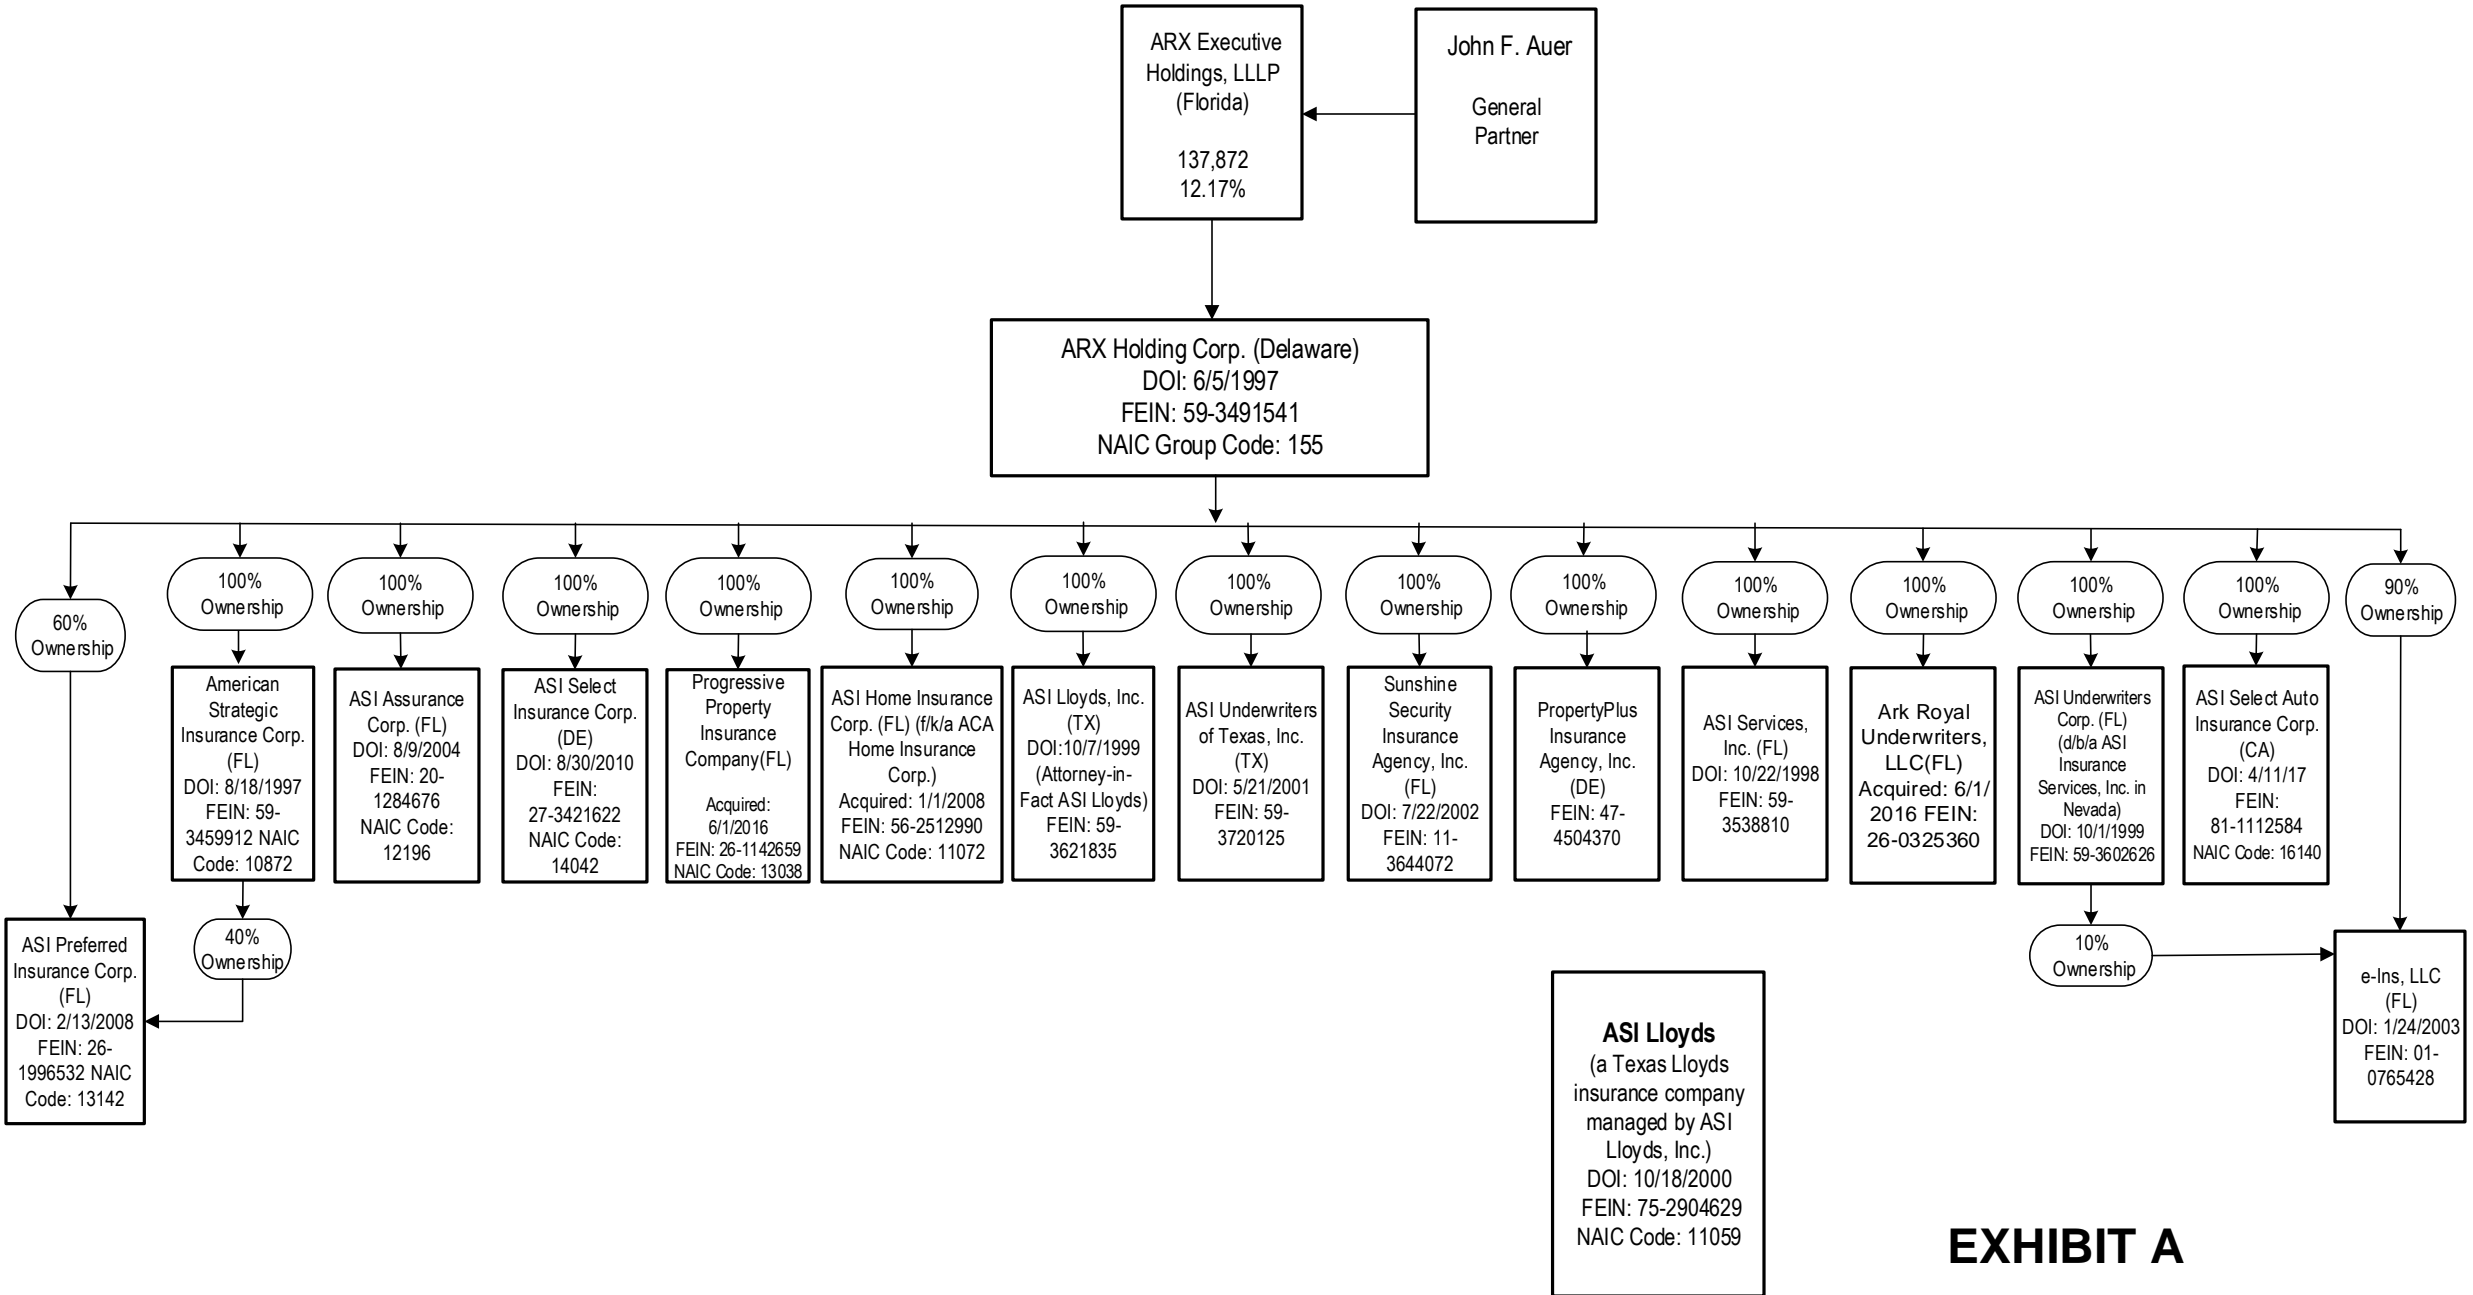 ARX Executive
Holdings, LLLP
(Florida)
137,872
12.17%
John F. Auer
General
Partner
ARX Holding Corp. (Delaware)
DOI: 6/5/1997
FEIN: 59-3491541
NAIC Group Code: 155
60%
Ownership
100%
Ownership
100%
Ownership
100%
Ownership
100%
Ownership
100%
Ownership
100%
Ownership
100%
Ownership
100%
Ownership
100%
Ownership
100%
Ownership
100%
Ownership
100%
Ownership
100%
Ownership
90%
Ownership
American
Strategic
Insurance Corp.
(FL)
DOI: 8/18/1997
FEIN: 59-
3459912 NAIC
Code: 10872
ASI Assurance
Corp. (FL)
DOI: 8/9/2004
FEIN: 20-
1284676
NAIC Code:
12196
ASI Select
Insurance Corp.
(DE)
DOI: 8/30/2010
FEIN:
27-3421622
NAIC Code:
14042
Progressive
Property
Insurance
Company(FL)
Acquired:
6/1/2016
FEIN: 26-1142659
NAIC Code: 13038
ASI Home Insurance
Corp. (FL) (f/k/a ACA
Home Insurance
Corp.)
Acquired: 1/1/2008
FEIN: 56-2512990
NAIC Code: 11072
ASI Lloyds, Inc.
(TX)
DOI:10/7/1999
(Attorney-in-
Fact ASI Lloyds)
FEIN: 59-
3621835
ASI Underwriters
of Texas, Inc.
(TX)
DOI: 5/21/2001
FEIN: 59-
3720125
Sunshine
Security
Insurance
Agency, Inc.
(FL)
DOI: 7/22/2002
FEIN: 11-
3644072
PropertyPlus
Insurance
Agency, Inc.
(DE)
FEIN: 47-
4504370
ASI Services,
Inc. (FL)
DOI: 10/22/1998
FEIN: 59-
3538810
Ark Royal
Underwriters,
LLC(FL)
Acquired: 6/1/
2016 FEIN:
26-0325360
ASI Underwriters
Corp. (FL)
(d/b/a ASI
Insurance
Services, Inc. in
Nevada)
DOI: 10/1/1999
FEIN: 59-3602626
ASI Select Auto
Insurance Corp.
(CA)
DOI: 4/11/17
FEIN:
81-1112584
NAIC Code: 16140
ASI Preferred
Insurance Corp.
(FL)
DOI: 2/13/2008
FEIN: 26-
1996532 NAIC
Code: 13142
40%
Ownership
10%
Ownership
e-Ins, LLC
(FL)
DOI: 1/24/2003
FEIN: 01-
0765428
ASI Lloyds
(a Texas Lloyds
insurance company
managed by ASI
Lloyds, Inc.)
DOI: 10/18/2000
FEIN: 75-2904629
NAIC Code: 11059
EXHIBIT A